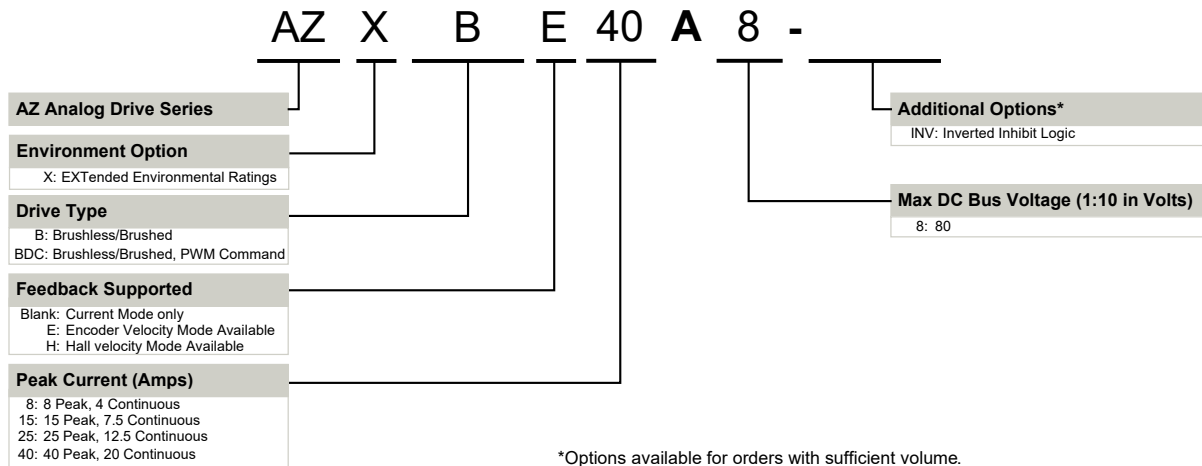 AZ X B E 40 A 8 -
AZ Analog Drive Series
Environment Option
X: EXTended Environmental Ratings
Drive Type
B: Brushless/Brushed
BDC: Brushless/Brushed, PWM Command
Feedback Supported
Blank: Current Mode only
E: Encoder Velocity Mode Available
H: Hall velocity Mode Available
Peak Current (Amps)
8: 8 Peak, 4 Continuous
15: 15 Peak, 7.5 Continuous
25: 25 Peak, 12.5 Continuous
40: 40 Peak, 20 Continuous
Additional Options*
INV: Inverted Inhibit Logic
Max DC Bus Voltage (1:10 in Volts)
8: 80
*Options available for orders with sufficient volume.